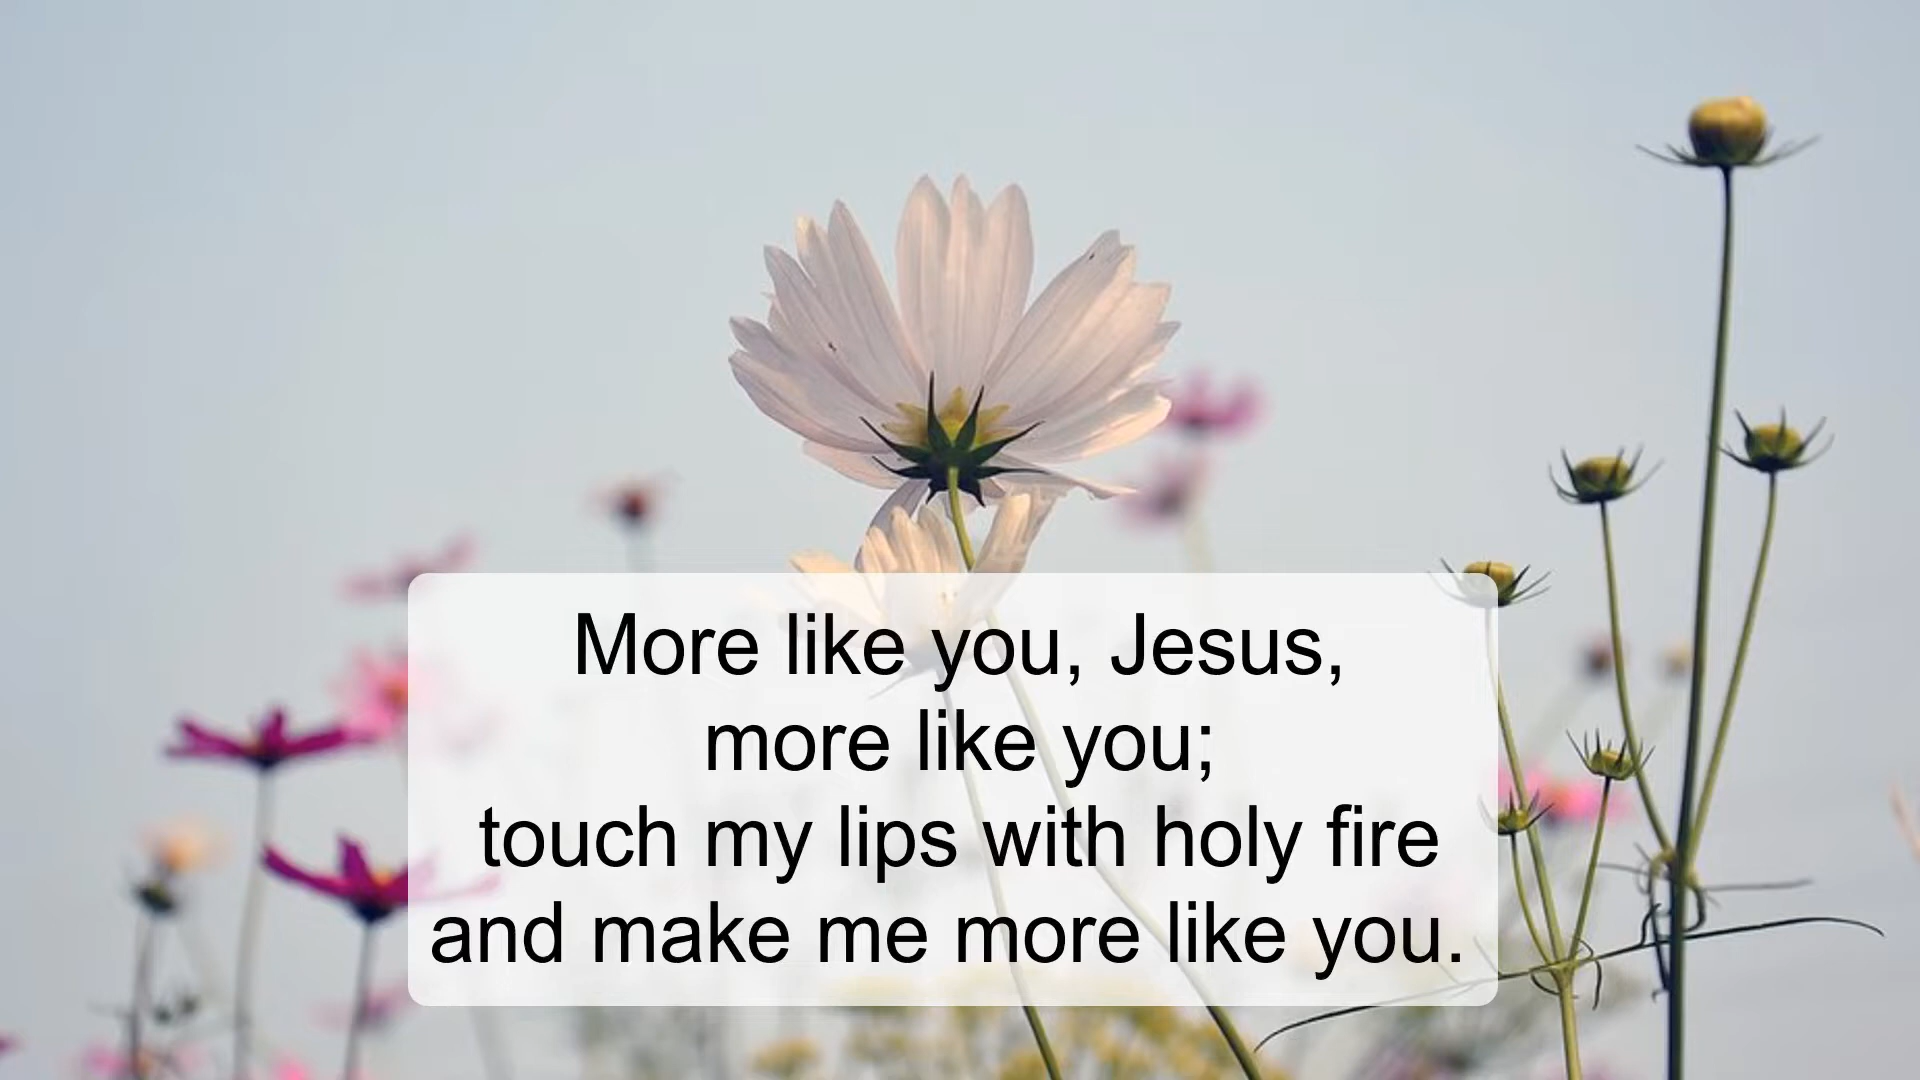 More like you, Jesus,
more like you;
touch my lips with holy fire
and make me more like you.